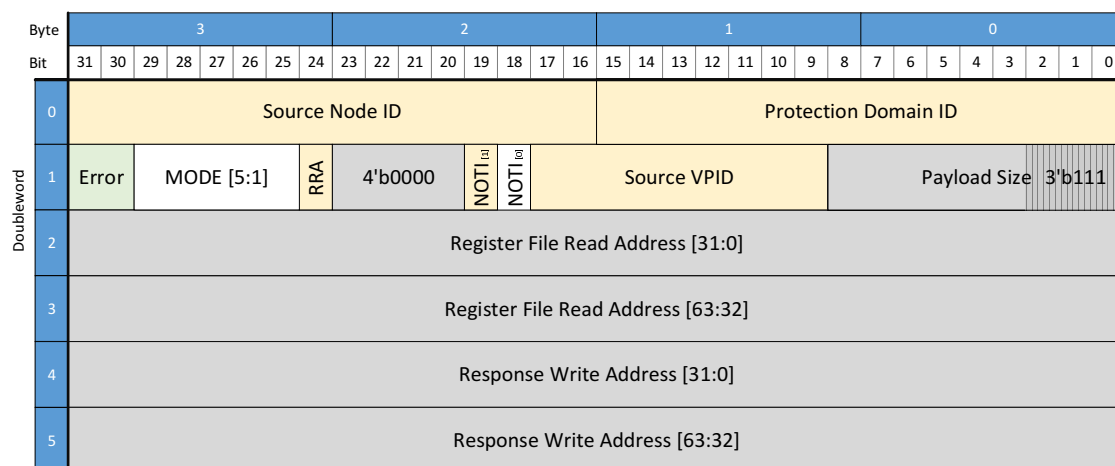 Byte 3 2 1 0
Bit 31 30 29 28 27 26 25 24 23 22 21 20 19 18 17 16 15 14 13 12 11 10 9 8 7 6 5 4 3 2 1 0
Doubleword
0 Source Node ID Protection Domain ID
1 Error MODE [5:1] RRA 4'b0000 NOTI[1] NOTI[0] Source VPID Payload Size 3'b111
2 Register File Read Address [31:0]
3 Register File Read Address [63:32]
4 Response Write Address [31:0]
5 Response Write Address [63:32]